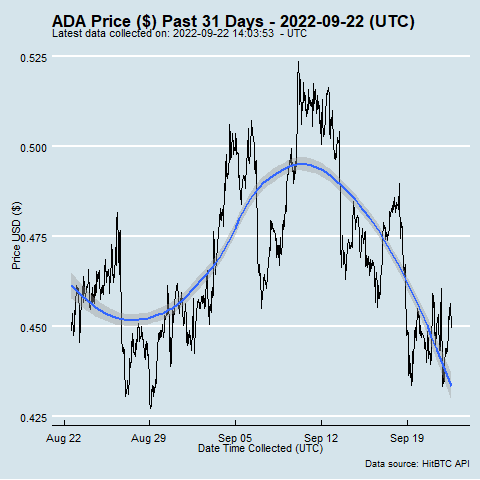 ADA Price ($) Past 31 Days - 2022-09-22 (UTC)
Latest data collected on: 2022-09-22 14:03:53 - UTC
0.525
0.500
0.475
0.450
0.425
Price USD ($)
Aug 22 Aug 29 Sep 05 Sep 12 Sep 19
Date Time Collected (UTC)
Data source: HitBTC API